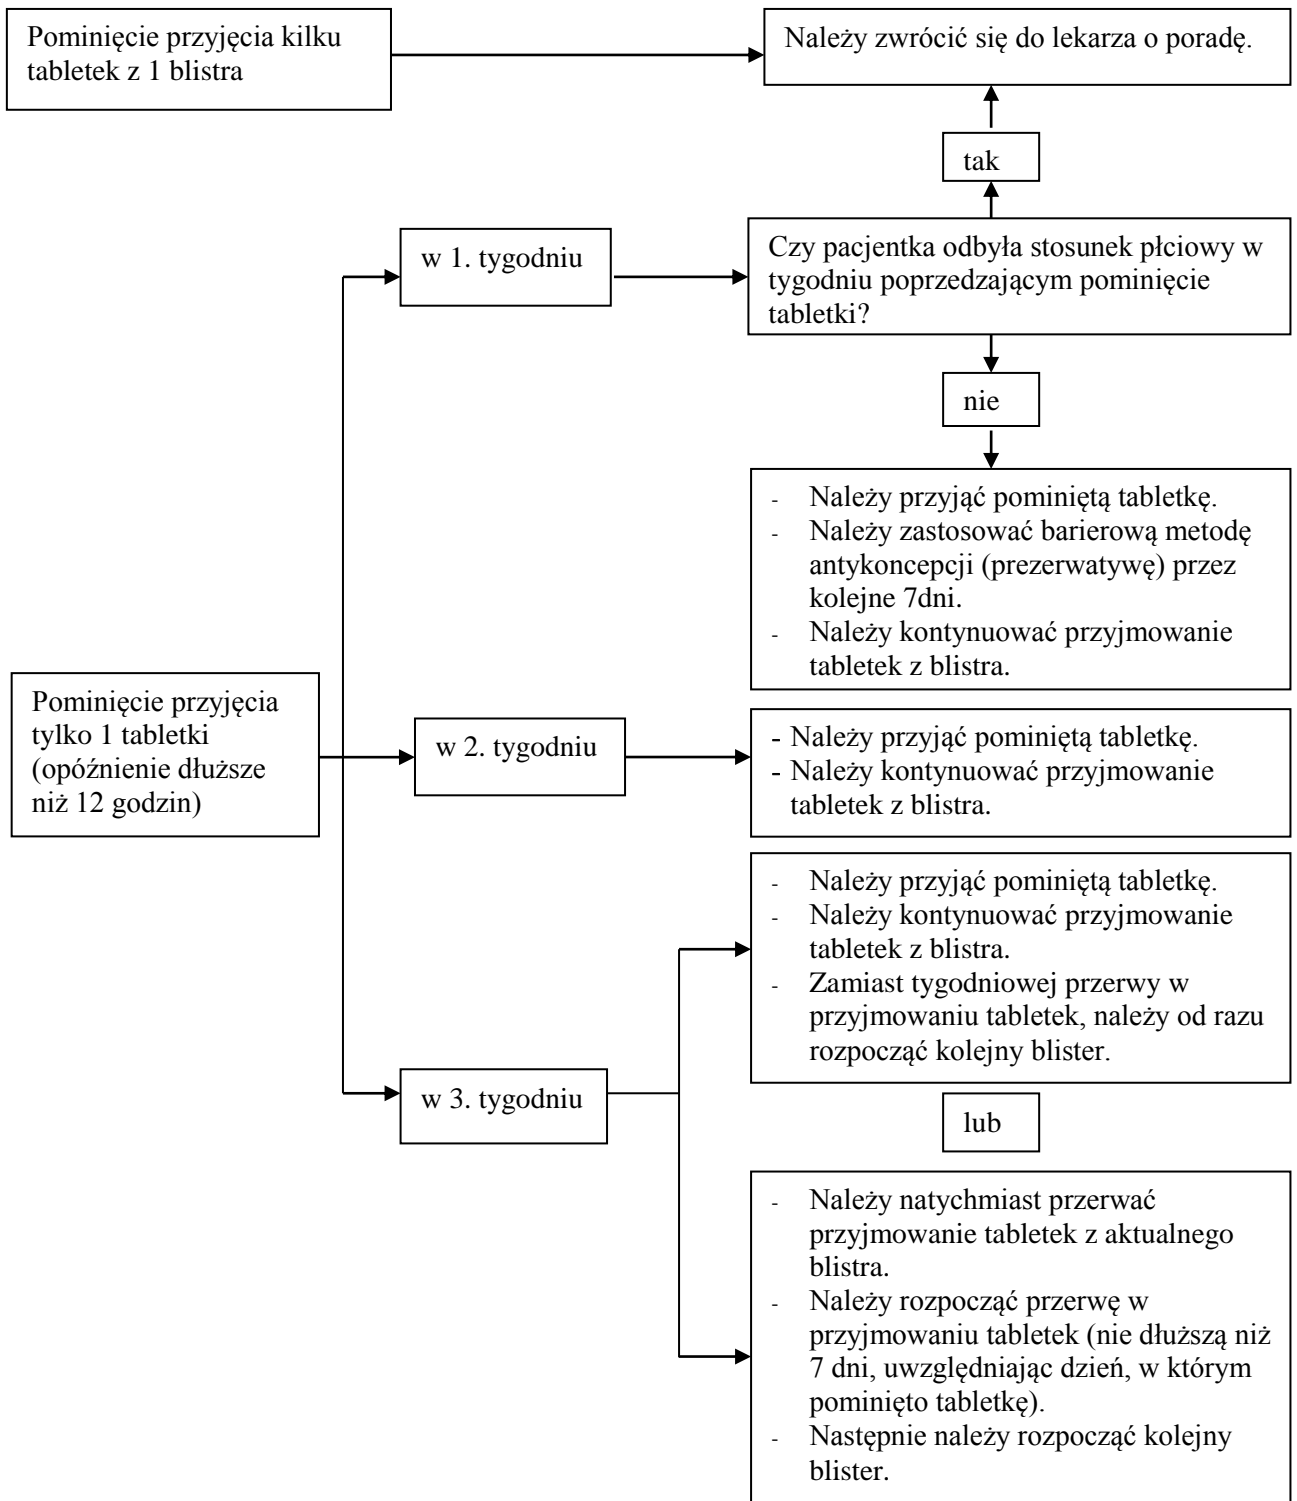 Pominięcie przyjęcia kilku
tabletek z 1 blistra
Należy zwrócić się do lekarza o poradę.
tak
w 1. tygodniu
Czy pacjentka odbyła stosunek płciowy w
tygodniu poprzedzającym pominięcie
tabletki?
nie
- Należy przyjąć pominiętą tabletkę.
- Należy zastosować barierową metodę
antykoncepcji (prezerwatywę) przez
kolejne 7dni.
- Należy kontynuować przyjmowanie
tabletek z blistra.
Pominięcie przyjęcia
tylko 1 tabletki
(opóźnienie dłuższe
niż 12 godzin)
w 2. tygodniu
- Należy przyjąć pominiętą tabletkę.
- Należy kontynuować przyjmowanie
tabletek z blistra.
- Należy przyjąć pominiętą tabletkę.
- Należy kontynuować przyjmowanie
tabletek z blistra.
- Zamiast tygodniowej przerwy w
przyjmowaniu tabletek, należy od razu
rozpocząć kolejny blister.
w 3. tygodniu
lub
- Należy natychmiast przerwać
przyjmowanie tabletek z aktualnego
blistra.
- Należy rozpocząć przerwę w
przyjmowaniu tabletek (nie dłuższą niż
7 dni, uwzględniając dzień, w którym
pominięto tabletkę).
- Następnie należy rozpocząć kolejny
blister.